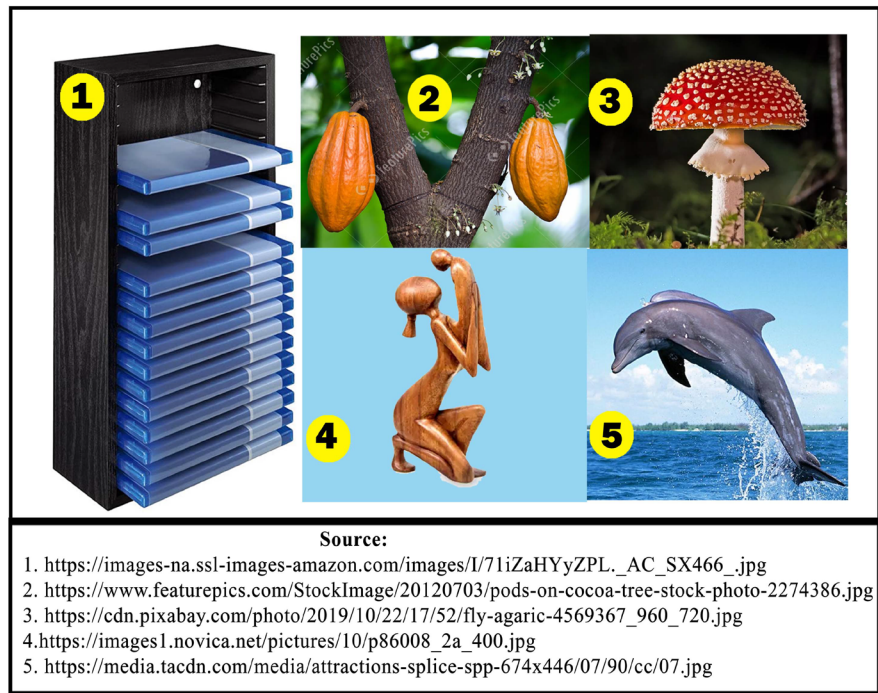 1
2
3
4
5
featurePics
featurePics
Source:
1. https://images-na.ssl-images-amazon.com/images/I/71iZaHYyZPL._AC_SX466_.jpg
2. https://www.featurepics.com/StockImage/20120703/pods-on-cocoa-tree-stock-photo-2274386.jpg
3. https://cdn.pixabay.com/photo/2019/10/22/17/52/fly-agaric-4569367_960_720.jpg
4.https://images1.novica.net/pictures/10/p86008_2a_400.jpg
5. https://media.tacdn.com/media/attractions-splice-spp-674x446/07/90/cc/07.jpg